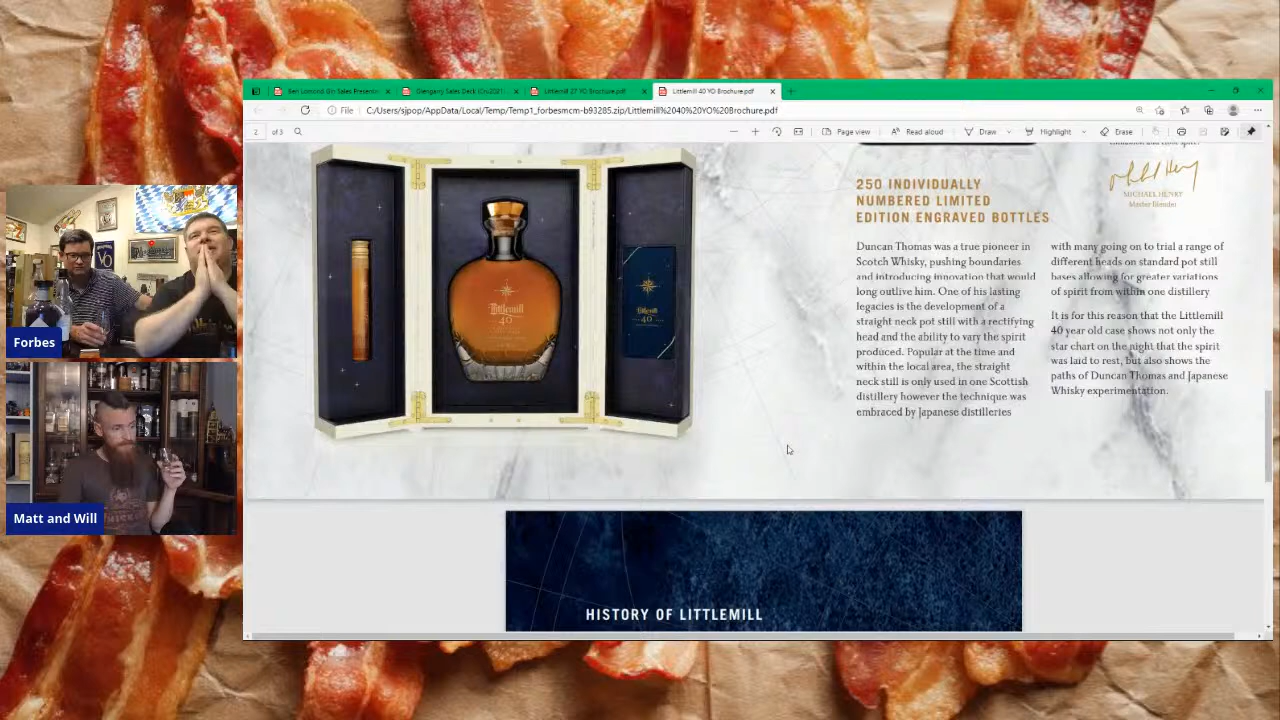 Littlemill 40 YO Brochure.pdf
File
C:/Users/sjpop/AppData/Local/Temp/Temp1_forbesmcm-b93285.zip/Littlemill%2040%20YO%20Brochure.pdf
2 of 3
Page view
Read aloud
Draw
Highlight
Erase
250 INDIVIDUALLY
NUMBERED LIMITED
EDITION ENGRAVED BOTTLES
MICHAEL HENRY
Master Blender
Duncan Thomas was a true pioneer in
Scotch Whisky, pushing boundaries
and introducing innovation that would
long outlive him. One of his lasting
legacies is the development of a
straight neck pot still with a rectifying
head and the ability to vary the spirit
produced. Popular at the time and
within the local area, the straight
neck still is only used in one Scottish
distillery however the technique was
embraced by Japanese distilleries
with many going on to trial a range of
different heads on standard pot still
bases allowing for greater variations
of spirit from within one distillery
It is for this reason that the Littlemill
40 year old case shows not only the
star chart on the night that the spirit
was laid to rest, but also shows the
paths of Duncan Thomas and Japanese
Whisky experimentation.
Littlemill
40
HISTORY OF LITTLEMILL
Forbes
Matt and Will